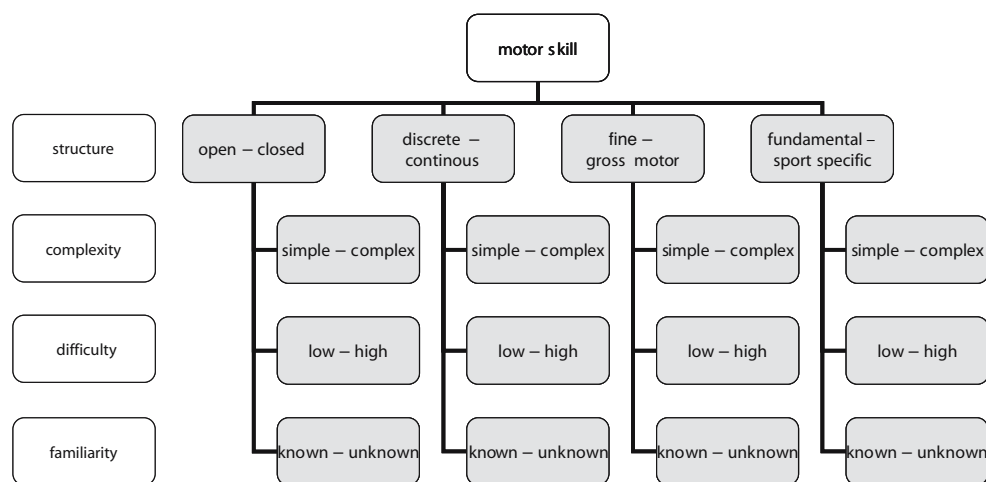 motor skill
structure
open – closed
discrete –
continous
fine –
gross motor
fundamental –
sport specific
complexity
simple – complex
simple – complex
simple – complex
simple – complex
difficulty
low – high
low – high
low – high
low – high
familiarity
known – unknown
known – unknown
known – unknown
known – unknown